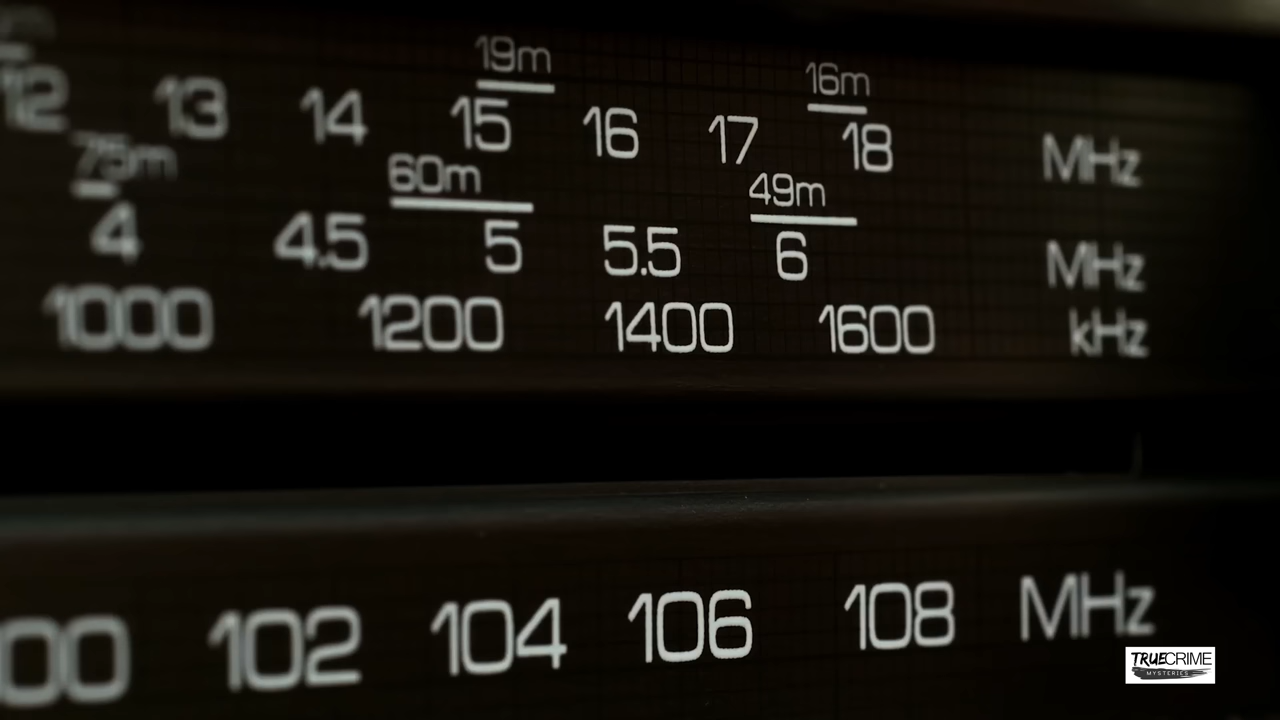 19m 16m
12 13 14 15 16 17 18 MHz
75m 60m 49m
4 4.5 5 5.5 6 MHz
1000 1200 1400 1600 kHz
00 102 104 106 108 MHz
TRUECRIME
MYSTERIES